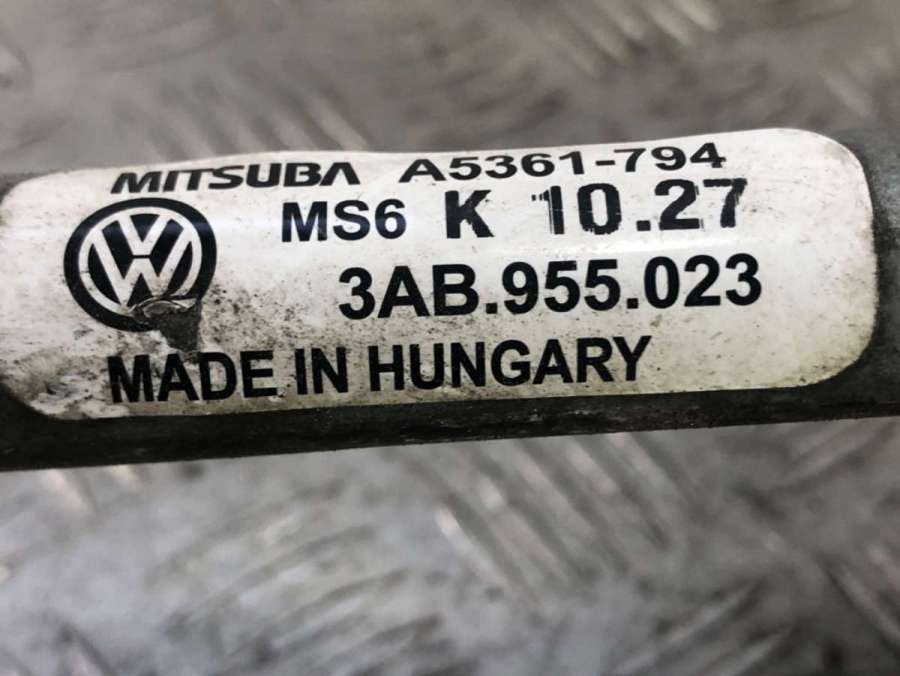 MITSUBA A5361-794
MS6 K 10.27
3AB.955.023
MADE IN HUNGARY